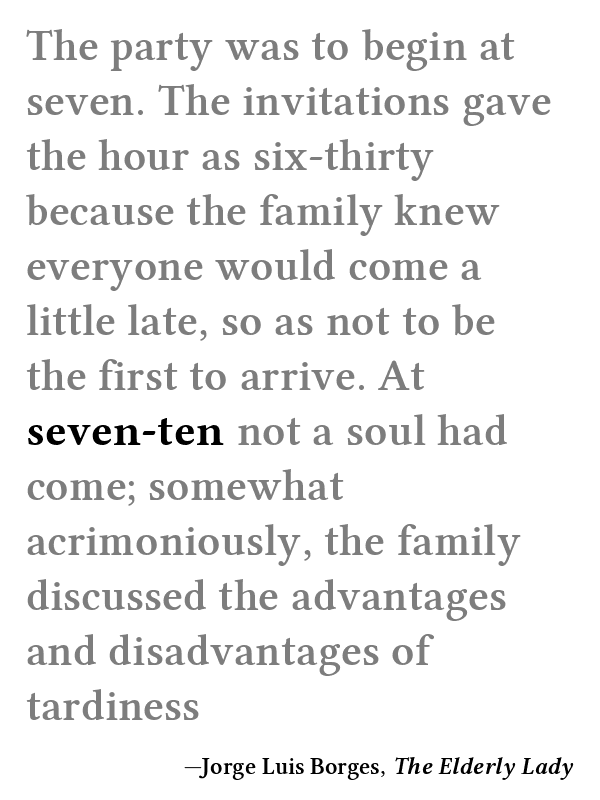 The party was to begin at
seven. The invitations gave
the hour as six-thirty
because the family knew
everyone would come a
little late, so as not to be
the first to arrive. At
seven-ten not a soul had
come; somewhat
acrimoniously, the family
discussed the advantages
and disadvantages of
tardiness
—Jorge Luis Borges, The Elderly Lady